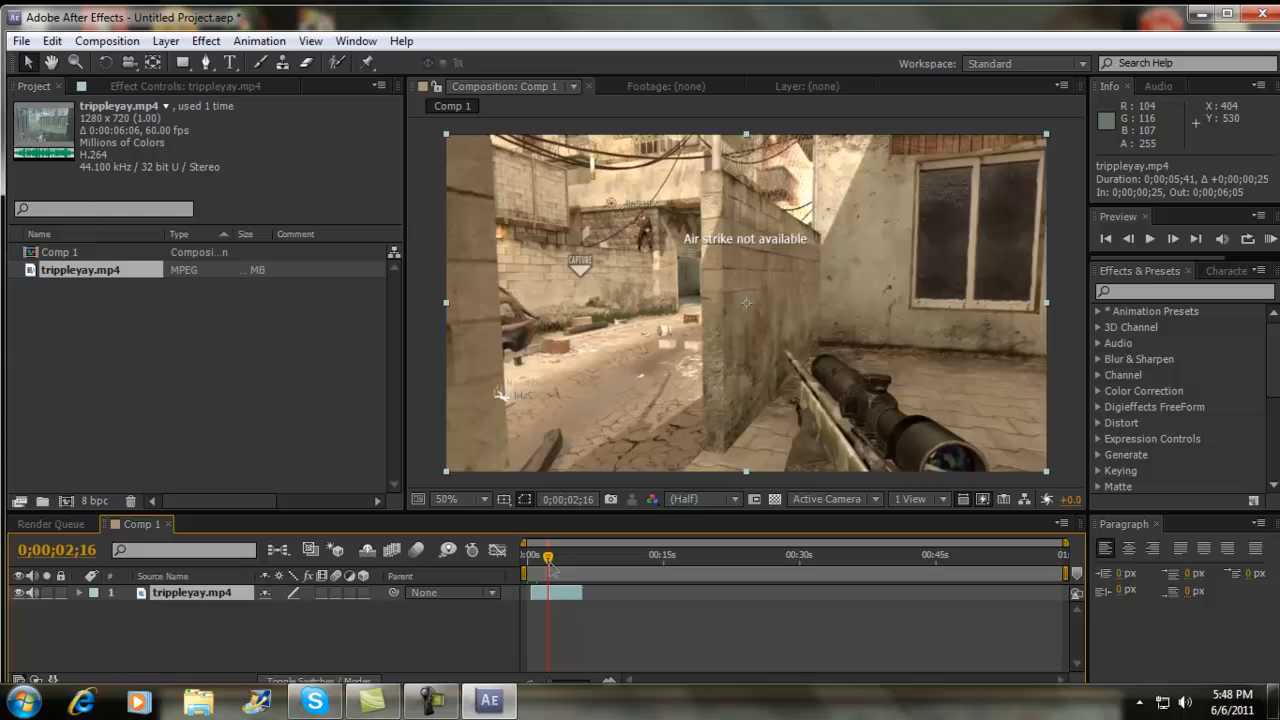 Adobe After Effects - Untitled Project.aep *
File Edit Composition Layer Effect Animation View Window Help
Workspace: Standard Search Help
Project Effect Controls: trippleyay.mp4
trippleyay.mp4 , used 1 time
1280 x 720 (1.00)
Δ 0:00:06:06, 60.00 fps
Millions of Colors
H.264
44.100 kHz / 32 bit U / Stereo
Name Type Size Comment
Comp 1 Composi...n
trippleyay.mp4 MPEG ... MB
8 bpc
Composition: Comp 1 Footage: (none) Layer: (none)
Comp 1
Air strike not available
CAPTURE
50% 0;00;02;16 (Half) Active Camera 1 View +0.0
Info Audio
R: 104 X: 404
G: 116 Y: 530
B: 107
A: 255
trippleyay.mp4
Duration: 0;00;05;41, Δ +0;00;00;25
In: 0;00;00;25, Out: 0;00;06;05
Preview
Effects & Presets Characte
* Animation Presets
3D Channel
Audio
Blur & Sharpen
Channel
Color Correction
Digieffects FreeForm
Distort
Expression Controls
Generate
Keying
Matte
Render Queue Comp 1
0;00;02;16
0:00s 00:15s 00:30s 00:45s 01:
# Source Name Parent
1 trippleyay.mp4 None
Toggle Switches / Modes
Paragraph
0 px 0 px 0 px
0 px 0 px
5:48 PM
6/6/2011